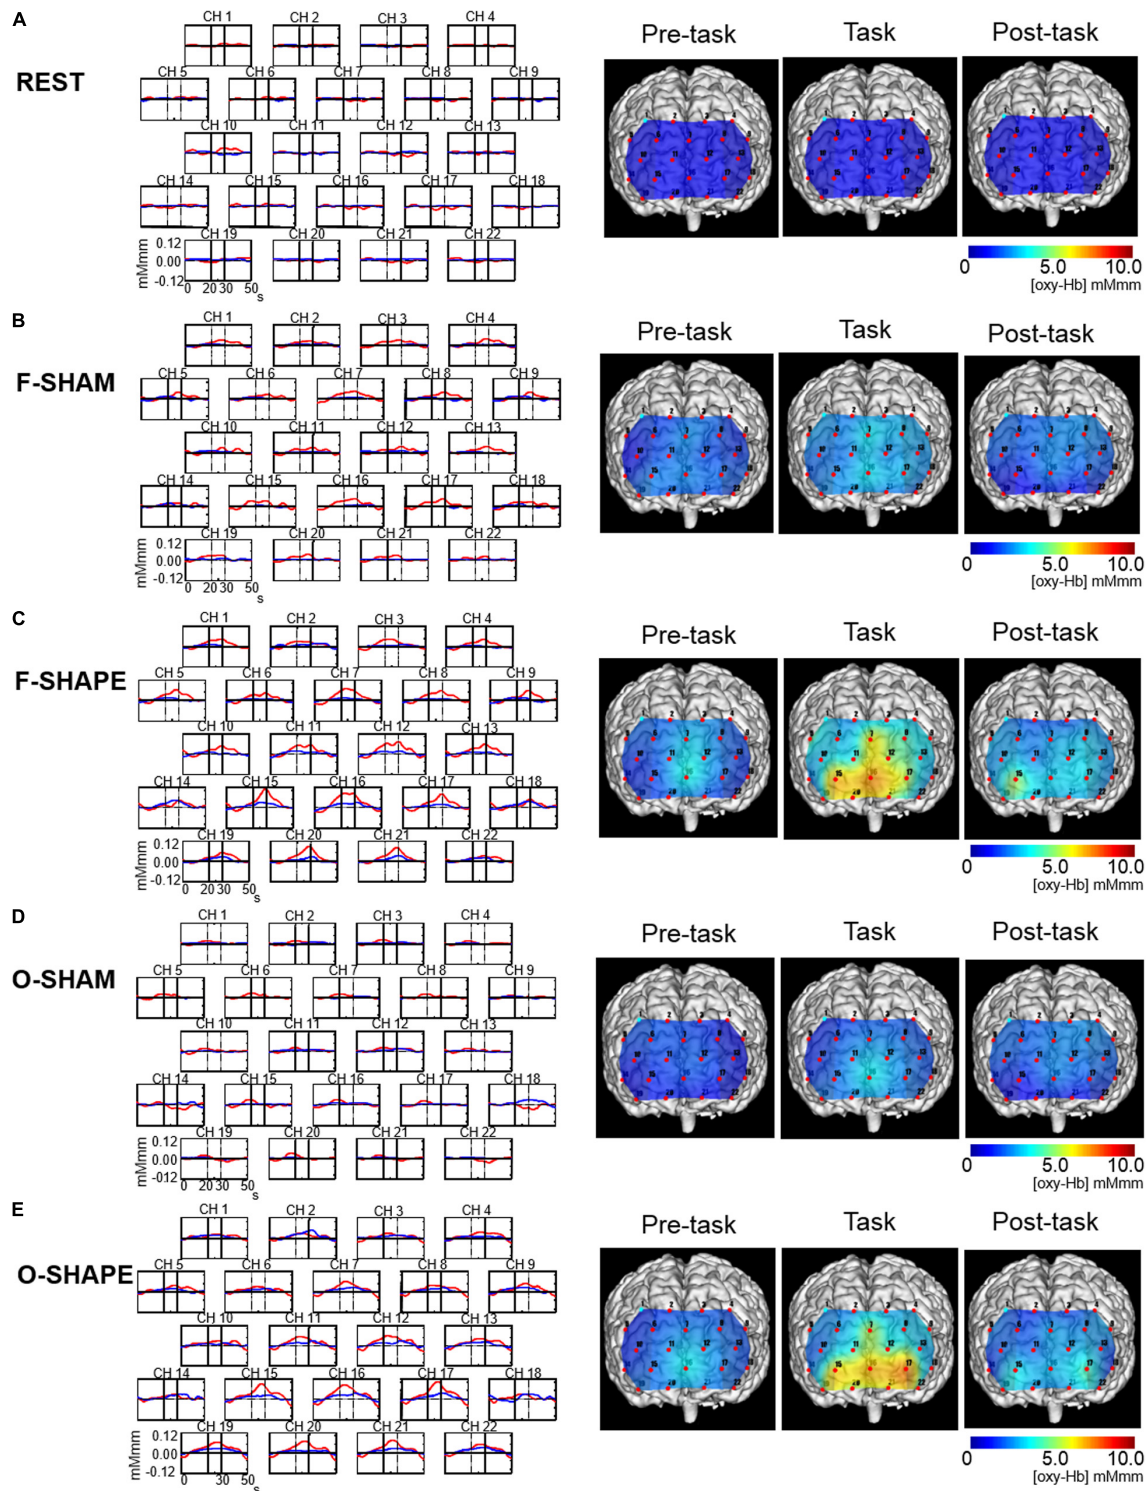 A
REST
CH 1 CH 2 CH 3 CH 4
CH 5 CH 6 CH 7 CH 8 CH 9
CH 10 CH 11 CH 12 CH 13
CH 14 CH 15 CH 16 CH 17 CH 18
CH 19 CH 20 CH 21 CH 22
mMmm
0.12
0.00
-0.12
0 20 30 50
s
Pre-task Task Post-task
0 5.0 10.0
[oxy-Hb] mMmm
B
F-SHAM
CH 1 CH 2 CH 3 CH 4
CH 5 CH 6 CH 7 CH 8 CH 9
CH 10 CH 11 CH 12 CH 13
CH 14 CH 15 CH 16 CH 17 CH 18
CH 19 CH 20 CH 21 CH 22
mMmm
0.12
0.00
-0.12
0 20 30 50
s
Pre-task Task Post-task
0 5.0 10.0
[oxy-Hb] mMmm
C
F-SHAPE
CH 1 CH 2 CH 3 CH 4
CH 5 CH 6 CH 7 CH 8 CH 9
CH 10 CH 11 CH 12 CH 13
CH 14 CH 15 CH 16 CH 17 CH 18
CH 19 CH 20 CH 21 CH 22
mMmm
0.12
0.00
-0.12
0 20 30 50
s
Pre-task Task Post-task
0 5.0 10.0
[oxy-Hb] mMmm
D
O-SHAM
CH 1 CH 2 CH 3 CH 4
CH 5 CH 6 CH 7 CH 8 CH 9
CH 10 CH 11 CH 12 CH 13
CH 14 CH 15 CH 16 CH 17 CH 18
CH 19 CH 20 CH 21 CH 22
mMmm
0.12
0.00
-012
0 20 30 50
s
Pre-task Task Post-task
0 5.0 10.0
[oxy-Hb] mMmm
E
O-SHAPE
CH 1 CH 2 CH 3 CH 4
CH 5 CH 6 CH 7 CH 8 CH 9
CH 10 CH 11 CH 12 CH 13
CH 14 CH 15 CH 16 CH 17 CH 18
CH 19 CH 20 CH 21 CH 22
mMmm
0.12
0.00
-0.12
0 30 50
s
Pre-task Task Post-task
0 5.0 10.0
[oxy-Hb] mMmm